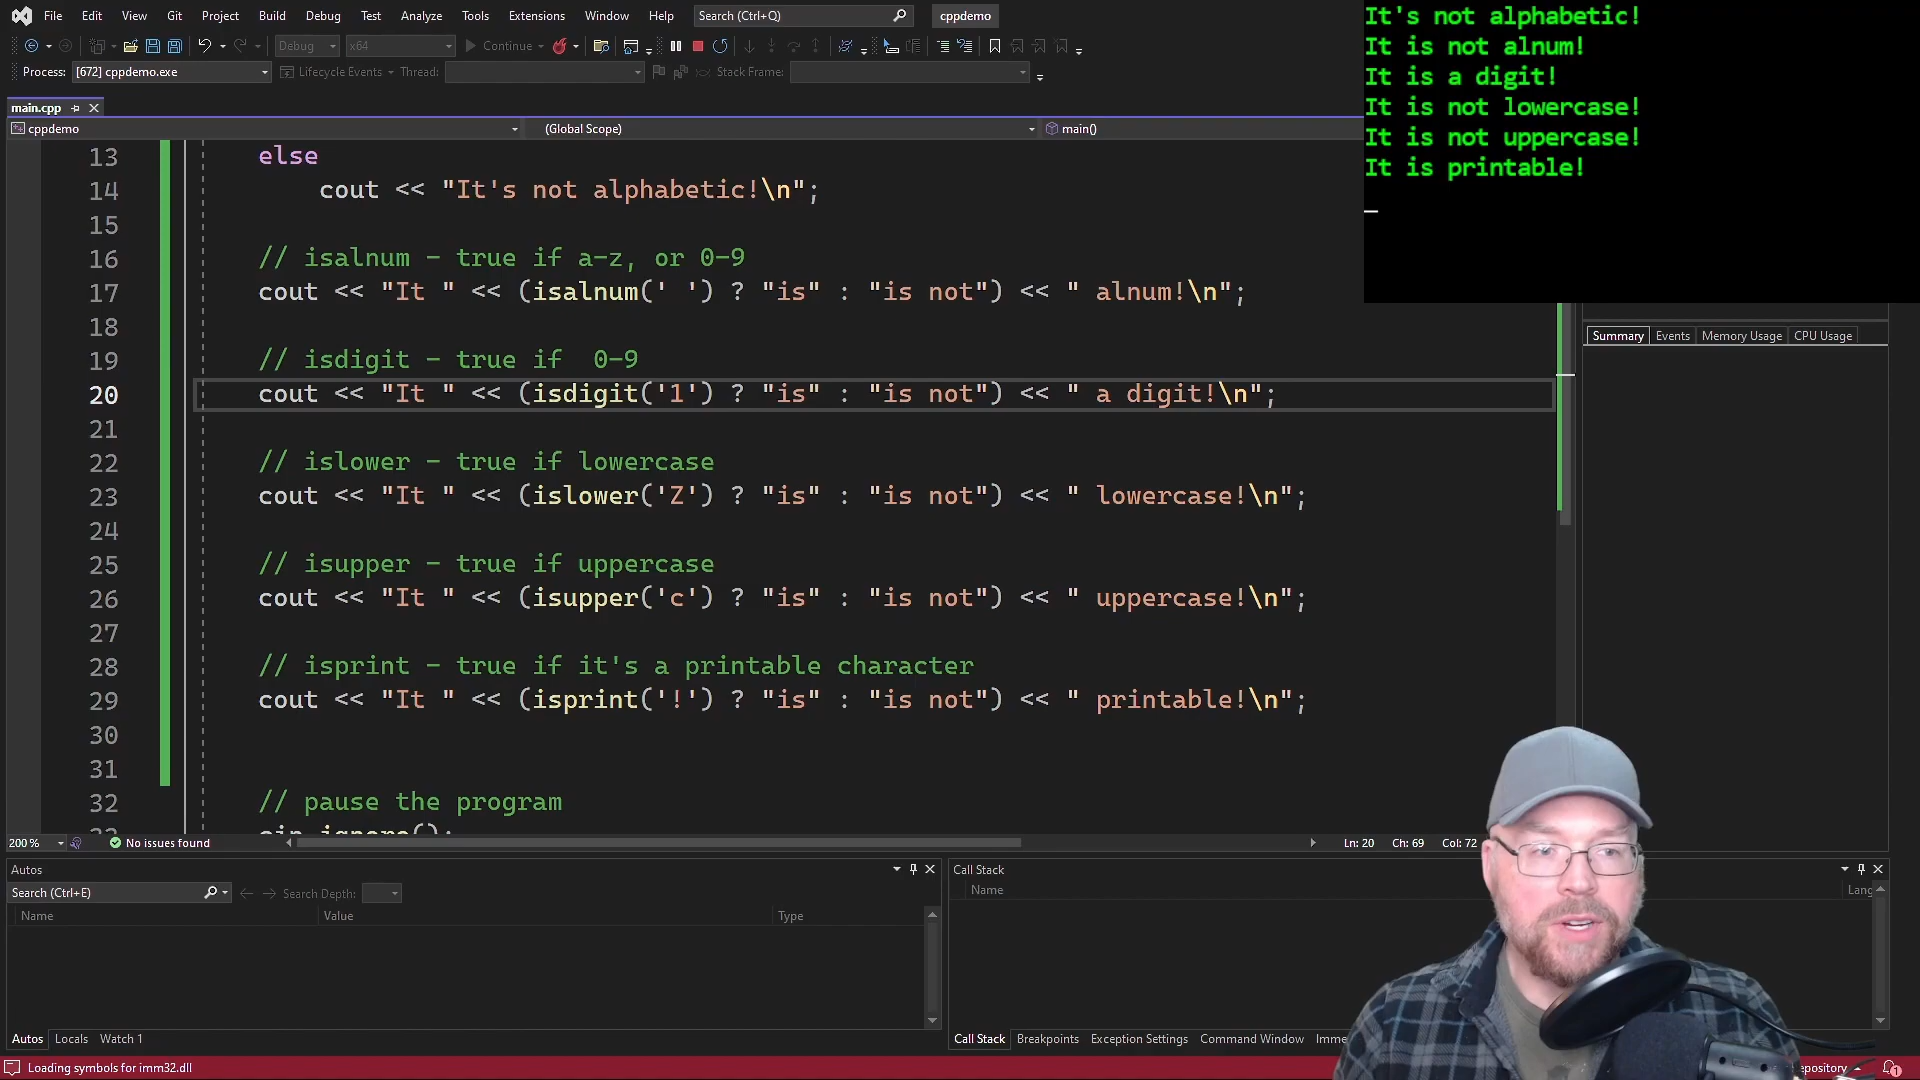 File Edit View Git Project Build Debug Test Analyze Tools Extensions Window Help Search (Ctrl+Q) cppdemo
Debug x64 Continue
Process: [672] cppdemo.exe Lifecycle Events Thread: Stack Frame:
main.cpp
cppdemo (Global Scope) main()
It's not alphabetic!
It is not alnum!
It is a digit!
It is not lowercase!
It is not uppercase!
It is printable!
13 else
14 cout << "It's not alphabetic!\n";
15
16 // isalnum - true if a-z, or 0-9
17 cout << "It " << (isalnum(' ') ? "is" : "is not") << " alnum!\n";
18
19 // isdigit - true if  0-9
20 cout << "It " << (isdigit('1') ? "is" : "is not") << " a digit!\n";
21
22 // islower - true if lowercase
23 cout << "It " << (islower('Z') ? "is" : "is not") << " lowercase!\n";
24
25 // isupper - true if uppercase
26 cout << "It " << (isupper('c') ? "is" : "is not") << " uppercase!\n";
27
28 // isprint - true if it's a printable character
29 cout << "It " << (isprint('!') ? "is" : "is not") << " printable!\n";
30
31
32 // pause the program
33 cin.ignore();
Summary Events Memory Usage CPU Usage
200 % No issues found Ln: 20 Ch: 69 Col: 72
Autos
Search (Ctrl+E) Search Depth:
Name Value Type
Autos Locals Watch 1
Call Stack
Name Lang
Call Stack Breakpoints Exception Settings Command Window Imme
Loading symbols for imm32.dll epository 1